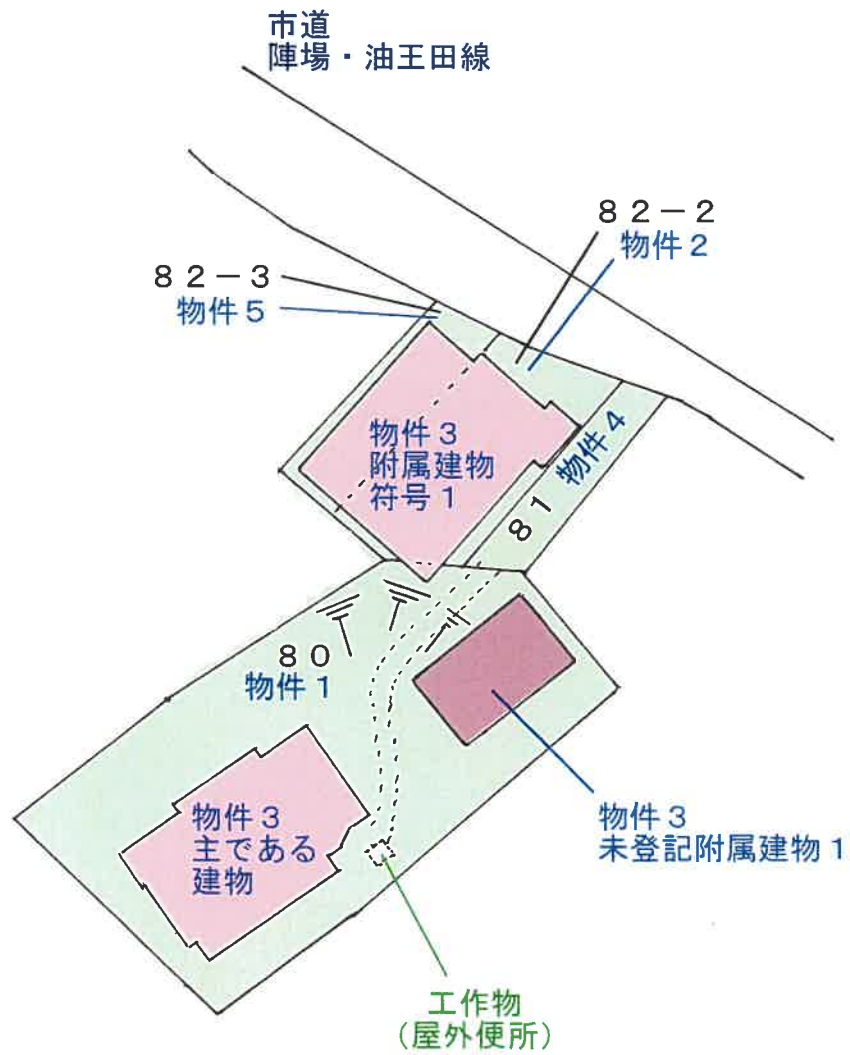 市道
陣場・油王田線
８２－２
物件２
８２－３
物件５
物件３
附属建物
符号１
物件４
８１
８０
物件１
物件３
主である
建物
物件３
未登記附属建物１
工作物
（屋外便所）